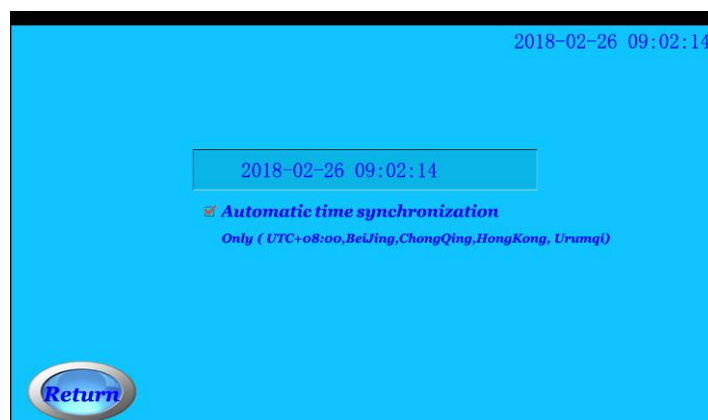 2018-02-26 09:02:14
2018-02-26 09:02:14
Automatic time synchronization
Only ( UTC+08:00,BeiJing,ChongQing,HongKong, Urumqi)
Return